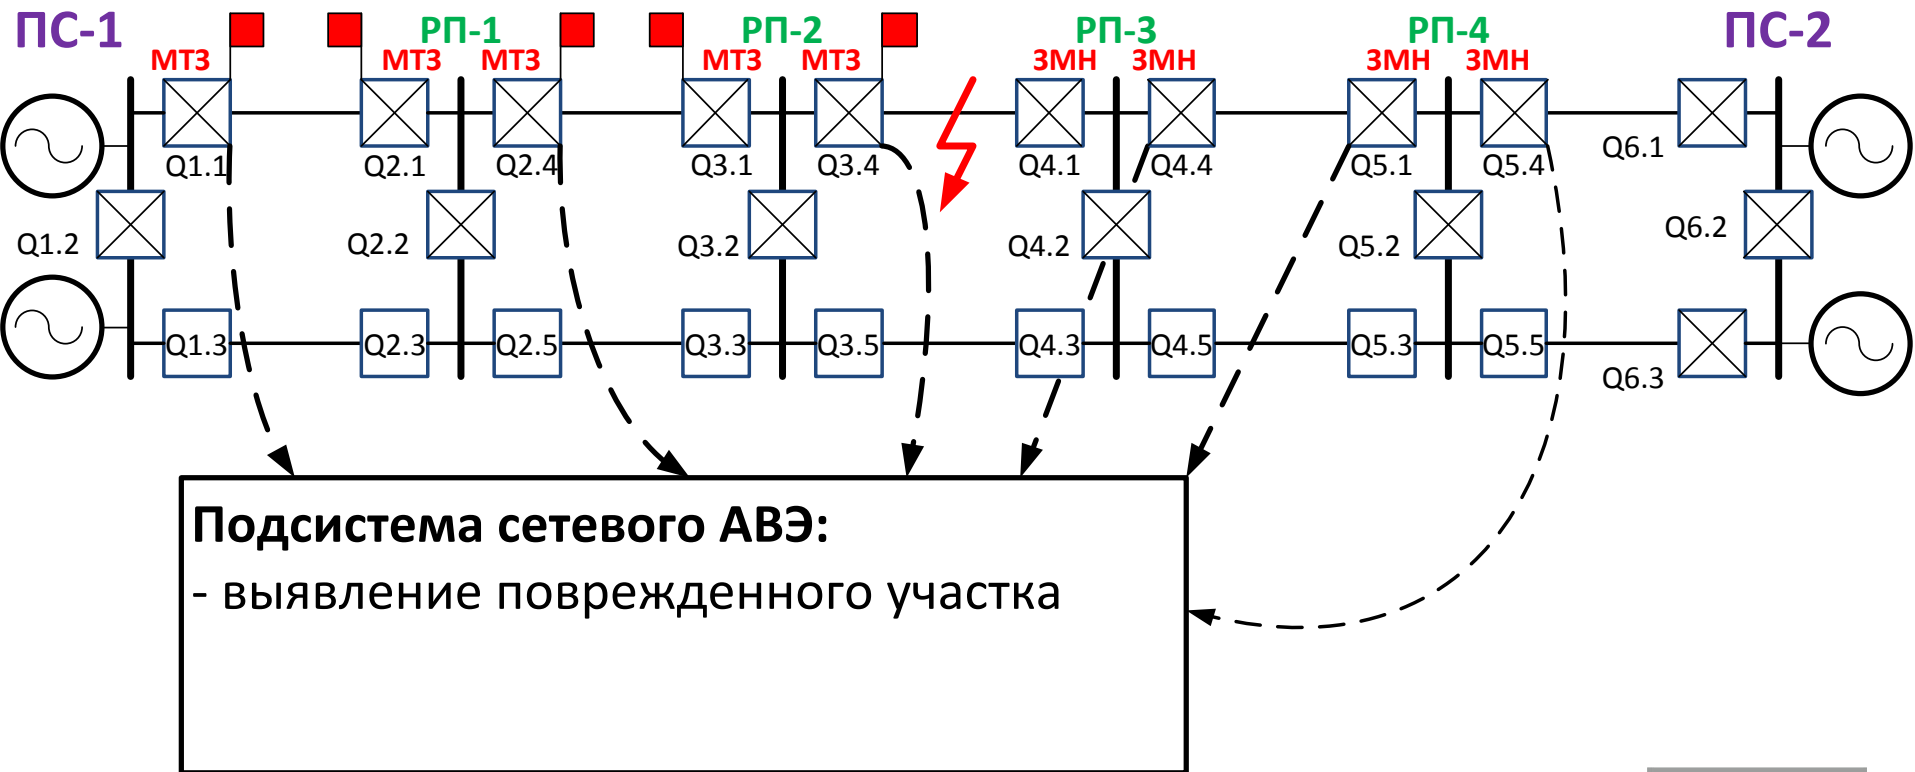 ПС-1 РП-1 РП-2 РП-3 РП-4 ПС-2
МТЗ МТЗ МТЗ МТЗ МТЗ ЗМН ЗМН ЗМН ЗМН
Q1.1 Q2.1 Q2.4 Q3.1 Q3.4 Q4.1 Q4.4 Q5.1 Q5.4 Q6.1
Q1.2 Q2.2 Q3.2 Q4.2 Q5.2 Q6.2
Q1.3 Q2.3 Q2.5 Q3.3 Q3.5 Q4.3 Q4.5 Q5.3 Q5.5 Q6.3
Подсистема сетевого АВЭ:
- выявление поврежденного участка